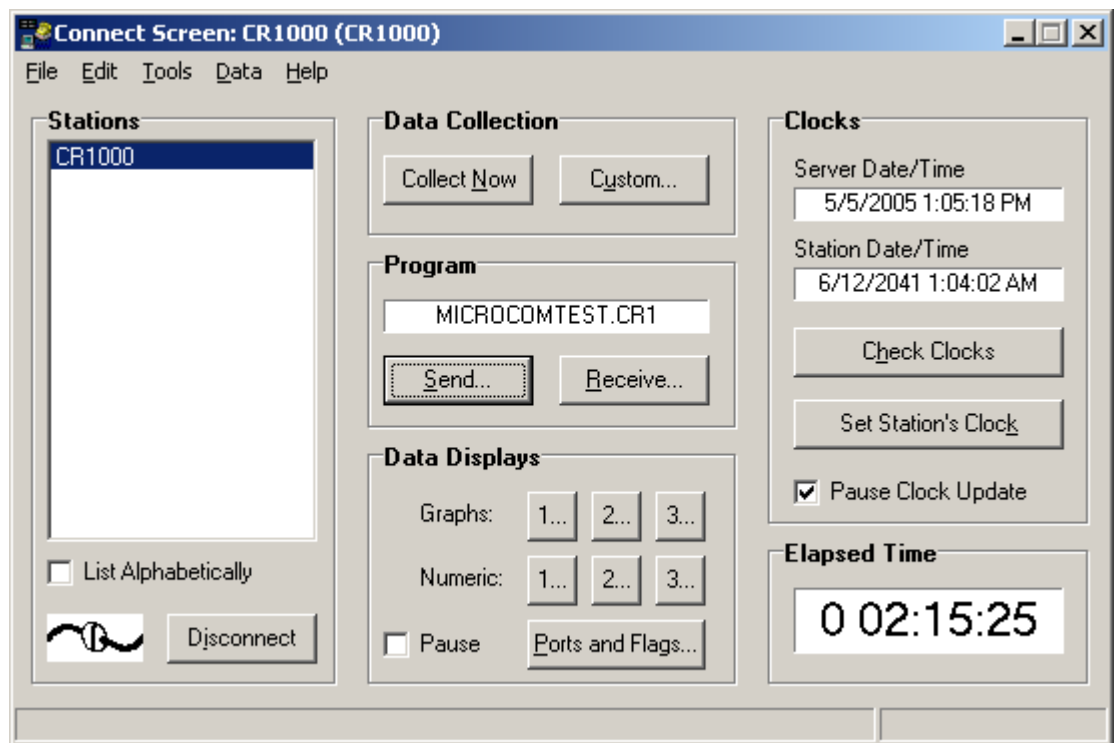 Connect Screen: CR1000 (CR1000)
File Edit Tools Data Help
Stations
CR1000
List Alphabetically
Disconnect
Data Collection
Collect Now
Custom...
Program
MICROCOMTEST.CR1
Send...
Receive...
Data Displays
Graphs: 1... 2... 3...
Numeric: 1... 2... 3...
Pause
Ports and Flags...
Clocks
Server Date/Time
5/5/2005 1:05:18 PM
Station Date/Time
6/12/2041 1:04:02 AM
Check Clocks
Set Station's Clock
Pause Clock Update
Elapsed Time
0 02:15:25